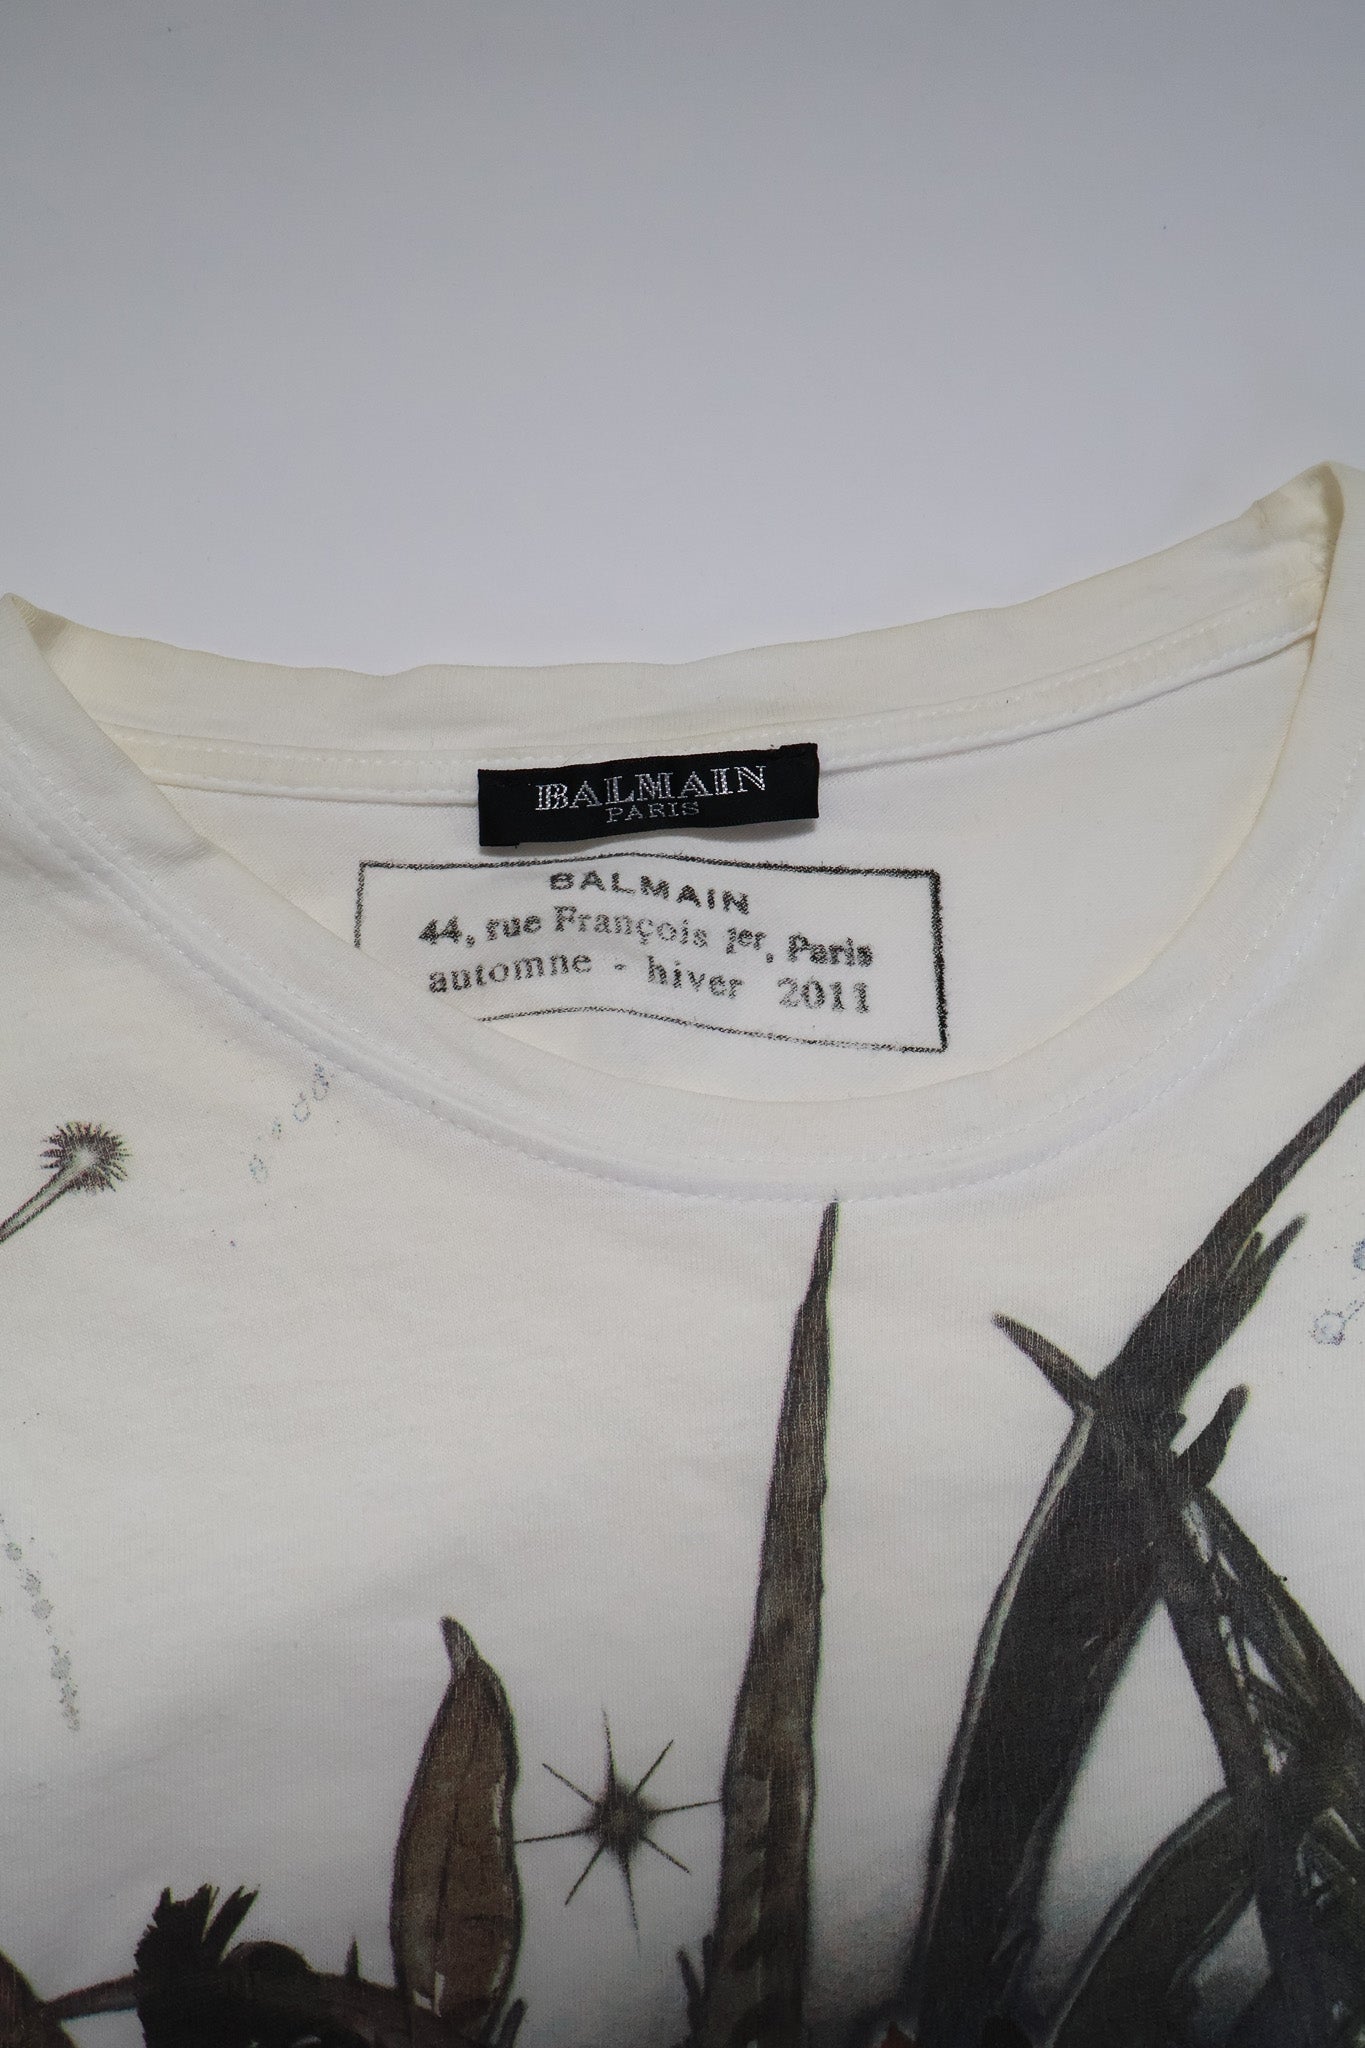 BALMAIN
PARIS
BALMAIN
44, rue François 1er, Paris
automne - hiver 2011